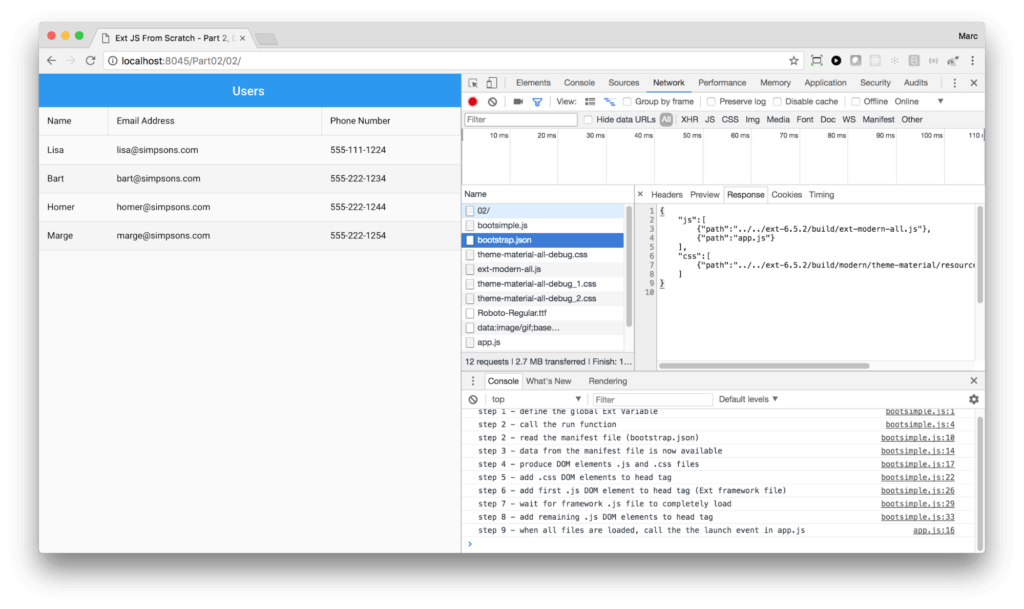 Ext JS From Scratch - Part 2,
Marc
localhost:8045/Part02/02/
Users
Name Email Address Phone Number
Lisa lisa@simpsons.com 555-111-1224
Bart bart@simpsons.com 555-222-1234
Homer homer@simpsons.com 555-222-1244
Marge marge@simpsons.com 555-222-1254
Elements Console Sources Network Performance Memory Application Security Audits
View: Group by frame Preserve log Disable cache Offline Online
Filter Hide data URLs All XHR JS CSS Img Media Font Doc WS Manifest Other
10 ms 20 ms 30 ms 40 ms 50 ms 60 ms 70 ms 80 ms 90 ms 100 ms 110
Name
02/
bootsimple.js
bootstrap.json
theme-material-all-debug.css
ext-modern-all.js
theme-material-all-debug_1.css
theme-material-all-debug_2.css
Roboto-Regular.ttf
data:image/gif;base...
app.js
12 requests | 2.7 MB transferred | Finish: 1...
Headers Preview Response Cookies Timing
1 {
2 "js":[
3 {"path":"../../ext-6.5.2/build/ext-modern-all.js"},
4 {"path":"app.js"}
5 ],
6 "css":[
7 {"path":"../../ext-6.5.2/build/modern/theme-material/resource
8 ]
9 }
10
Console What's New Rendering
top Filter Default levels
step 1 - define the global Ext Variable bootsimple.js:1
step 2 - call the run function bootsimple.js:4
step 2 - read the manifest file (bootstrap.json) bootsimple.js:10
step 3 - data from the manifest file is now available bootsimple.js:14
step 4 - produce DOM elements .js and .css files bootsimple.js:17
step 5 - add .css DOM elements to head tag bootsimple.js:22
step 6 - add first .js DOM element to head tag (Ext framework file) bootsimple.js:26
step 7 - wait for framework .js file to completely load bootsimple.js:29
step 8 - add remaining .js DOM elements to head tag bootsimple.js:33
step 9 - when all files are loaded, call the the launch event in app.js app.js:16